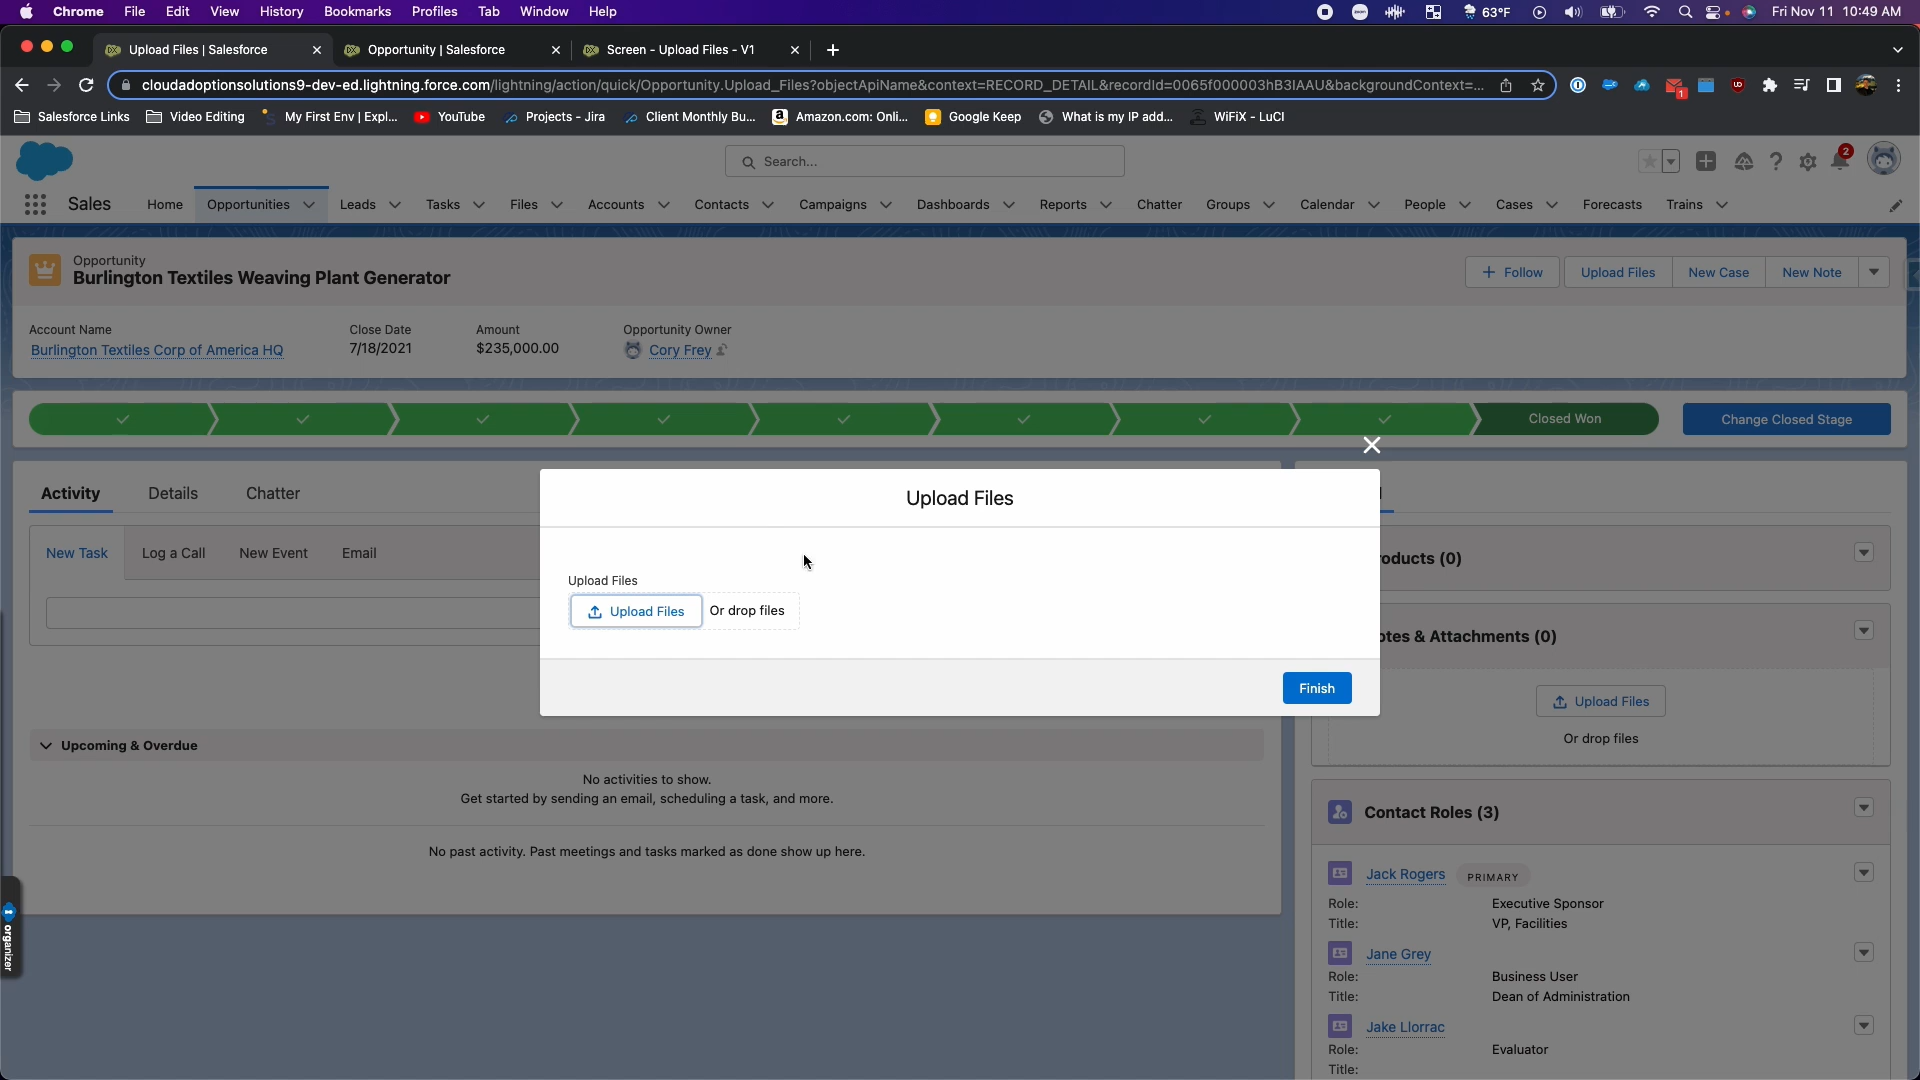 Chrome File Edit View History Bookmarks Profiles Tab Window Help
zoom 63°F Fri Nov 11 10:49 AM
Upload Files | Salesforce Opportunity | Salesforce Screen - Upload Files - V1
cloudadoptionsolutions9-dev-ed.lightning.force.com/lightning/action/quick/Opportunity.Upload_Files?objectApiName&context=RECORD_DETAIL&recordId=0065f000003hB3IAAU&backgroundContext=...
1
Salesforce Links Video Editing My First Env | Expl... YouTube Projects - Jira Client Monthly Bu... Amazon.com: Onli... Google Keep What is my IP add... WiFiX - LuCI
Search...
2
Sales Home Opportunities Leads Tasks Files Accounts Contacts Campaigns Dashboards Reports Chatter Groups Calendar People Cases Forecasts Trains
Opportunity
Burlington Textiles Weaving Plant Generator
Follow Upload Files New Case New Note
Account Name Close Date Amount Opportunity Owner
Burlington Textiles Corp of America HQ 7/18/2021 $235,000.00 Cory Frey
Closed Won Change Closed Stage
Activity Details Chatter
New Task Log a Call New Event Email
Upload Files
Upload Files
Upload Files Or drop files
Finish
Upcoming & Overdue
No activities to show.
Get started by sending an email, scheduling a task, and more.
No past activity. Past meetings and tasks marked as done show up here.
organizer
roducts (0)
otes & Attachments (0)
Upload Files
Or drop files
Contact Roles (3)
Jack Rogers PRIMARY
Role: Executive Sponsor
Title: VP, Facilities
Jane Grey
Role: Business User
Title: Dean of Administration
Jake Llorrac
Role: Evaluator
Title: